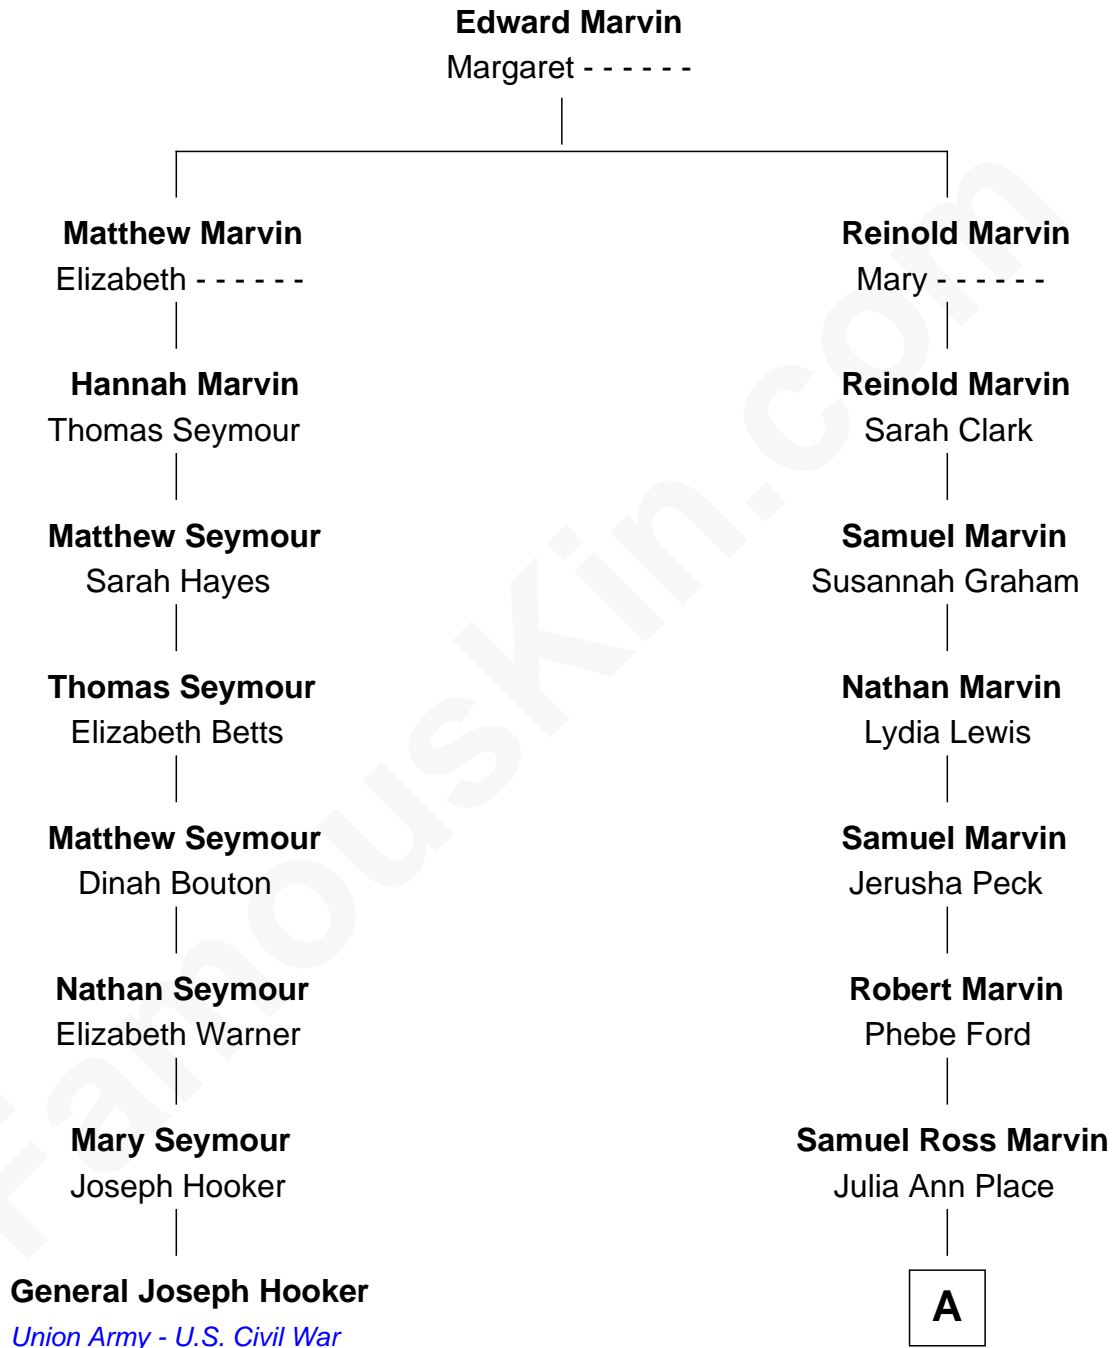 Edward Marvin
Margaret - - - - - -
Matthew Marvin
Elizabeth - - - - - -
Reinold Marvin
Mary - - - - - -
Hannah Marvin
Thomas Seymour
Reinold Marvin
Sarah Clark
Matthew Seymour
Sarah Hayes
Samuel Marvin
Susannah Graham
Thomas Seymour
Elizabeth Betts
Nathan Marvin
Lydia Lewis
Matthew Seymour
Dinah Bouton
Samuel Marvin
Jerusha Peck
Nathan Seymour
Elizabeth Warner
Robert Marvin
Phebe Ford
Mary Seymour
Joseph Hooker
Samuel Ross Marvin
Julia Ann Place
General Joseph Hooker
Union Army - U.S. Civil War
A
FamousKin.com